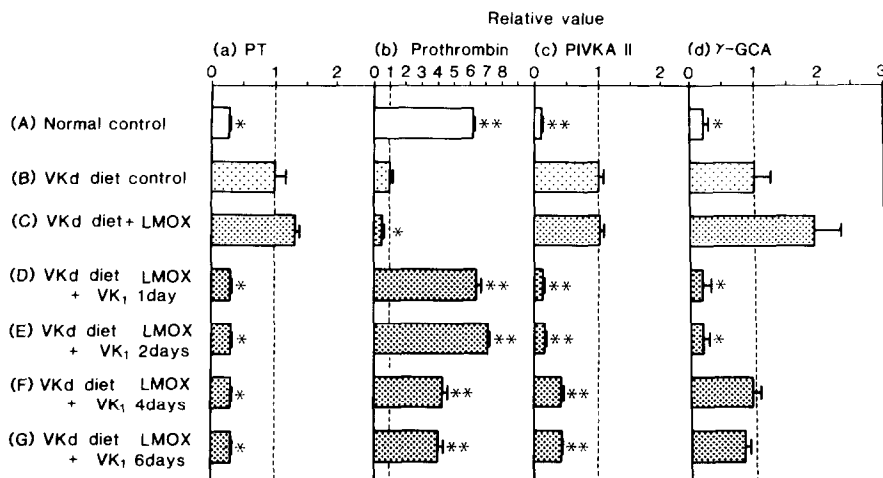 Relative value
(a) PT (b) Prothrombin (c) PIVKA II (d) γ-GCA
0 1 2 0 1 2 3 4 5 6 7 8 0 1 0 1 2 3
(A) Normal control * ** ** *
(B) VKd diet control
(C) VKd diet+ LMOX *
(D) VKd diet LMOX
+ VK₁ 1day * ** ** *
(E) VKd diet LMOX
+ VK₁ 2days * ** ** *
(F) VKd diet LMOX
+ VK₁ 4days * ** **
(G) VKd diet LMOX
+ VK₁ 6days * ** **